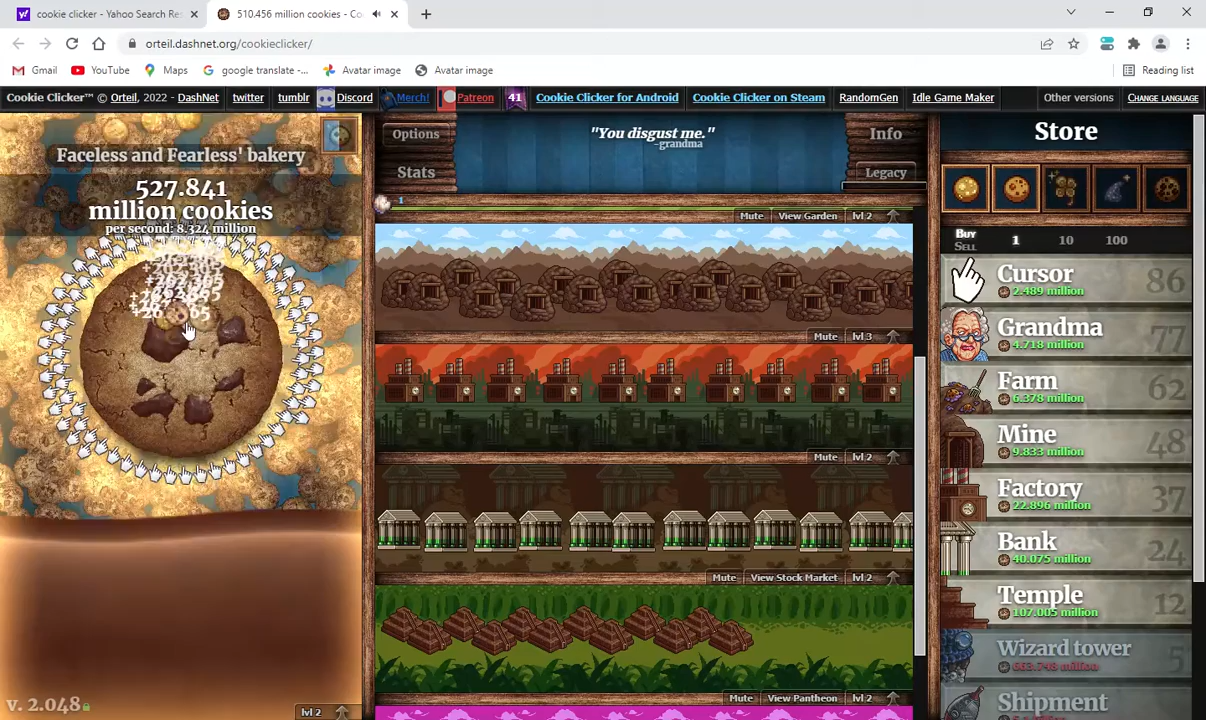 cookie clicker - Yahoo Search Res
510.456 million cookies - Co
orteil.dashnet.org/cookieclicker/
Gmail
YouTube
Maps
google translate -...
Avatar image
Avatar image
Reading list
Cookie Clicker™ © Orteil, 2022 - DashNet
twitter
tumblr
Discord
Merch!
Patreon
41
Cookie Clicker for Android
Cookie Clicker on Steam
RandomGen
Idle Game Maker
Other versions
CHANGE LANGUAGE
Faceless and Fearless' bakery
527.841
million cookies
per second: 8.324 million
v. 2.048
lvl 2
Options
Stats
"You disgust me."
-grandma
Info
Legacy
1
Mute View Garden lvl 2
Mute lvl 3
Mute lvl 2
Mute View Stock Market lvl 2
Mute View Pantheon lvl 2
Store
BUY
SELL
1 10 100
Cursor
2.489 million
86
Grandma
4.718 million
77
Farm
6.378 million
62
Mine
9.833 million
48
Factory
22.896 million
37
Bank
40.075 million
24
Temple
107.005 million
12
Wizard tower
663.748 million
5
Shipment